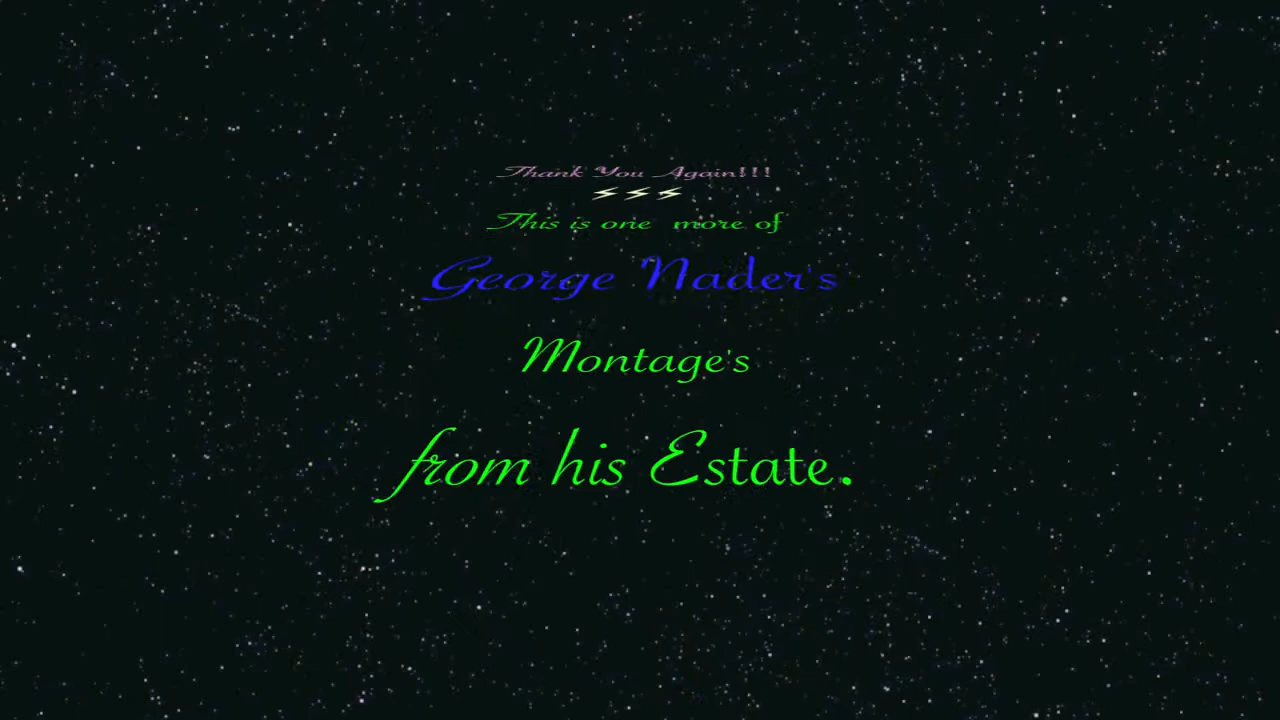 Thank You Again!!!
⚡⚡⚡
This is one more of
George Nader's
Montage's
from his Estate.